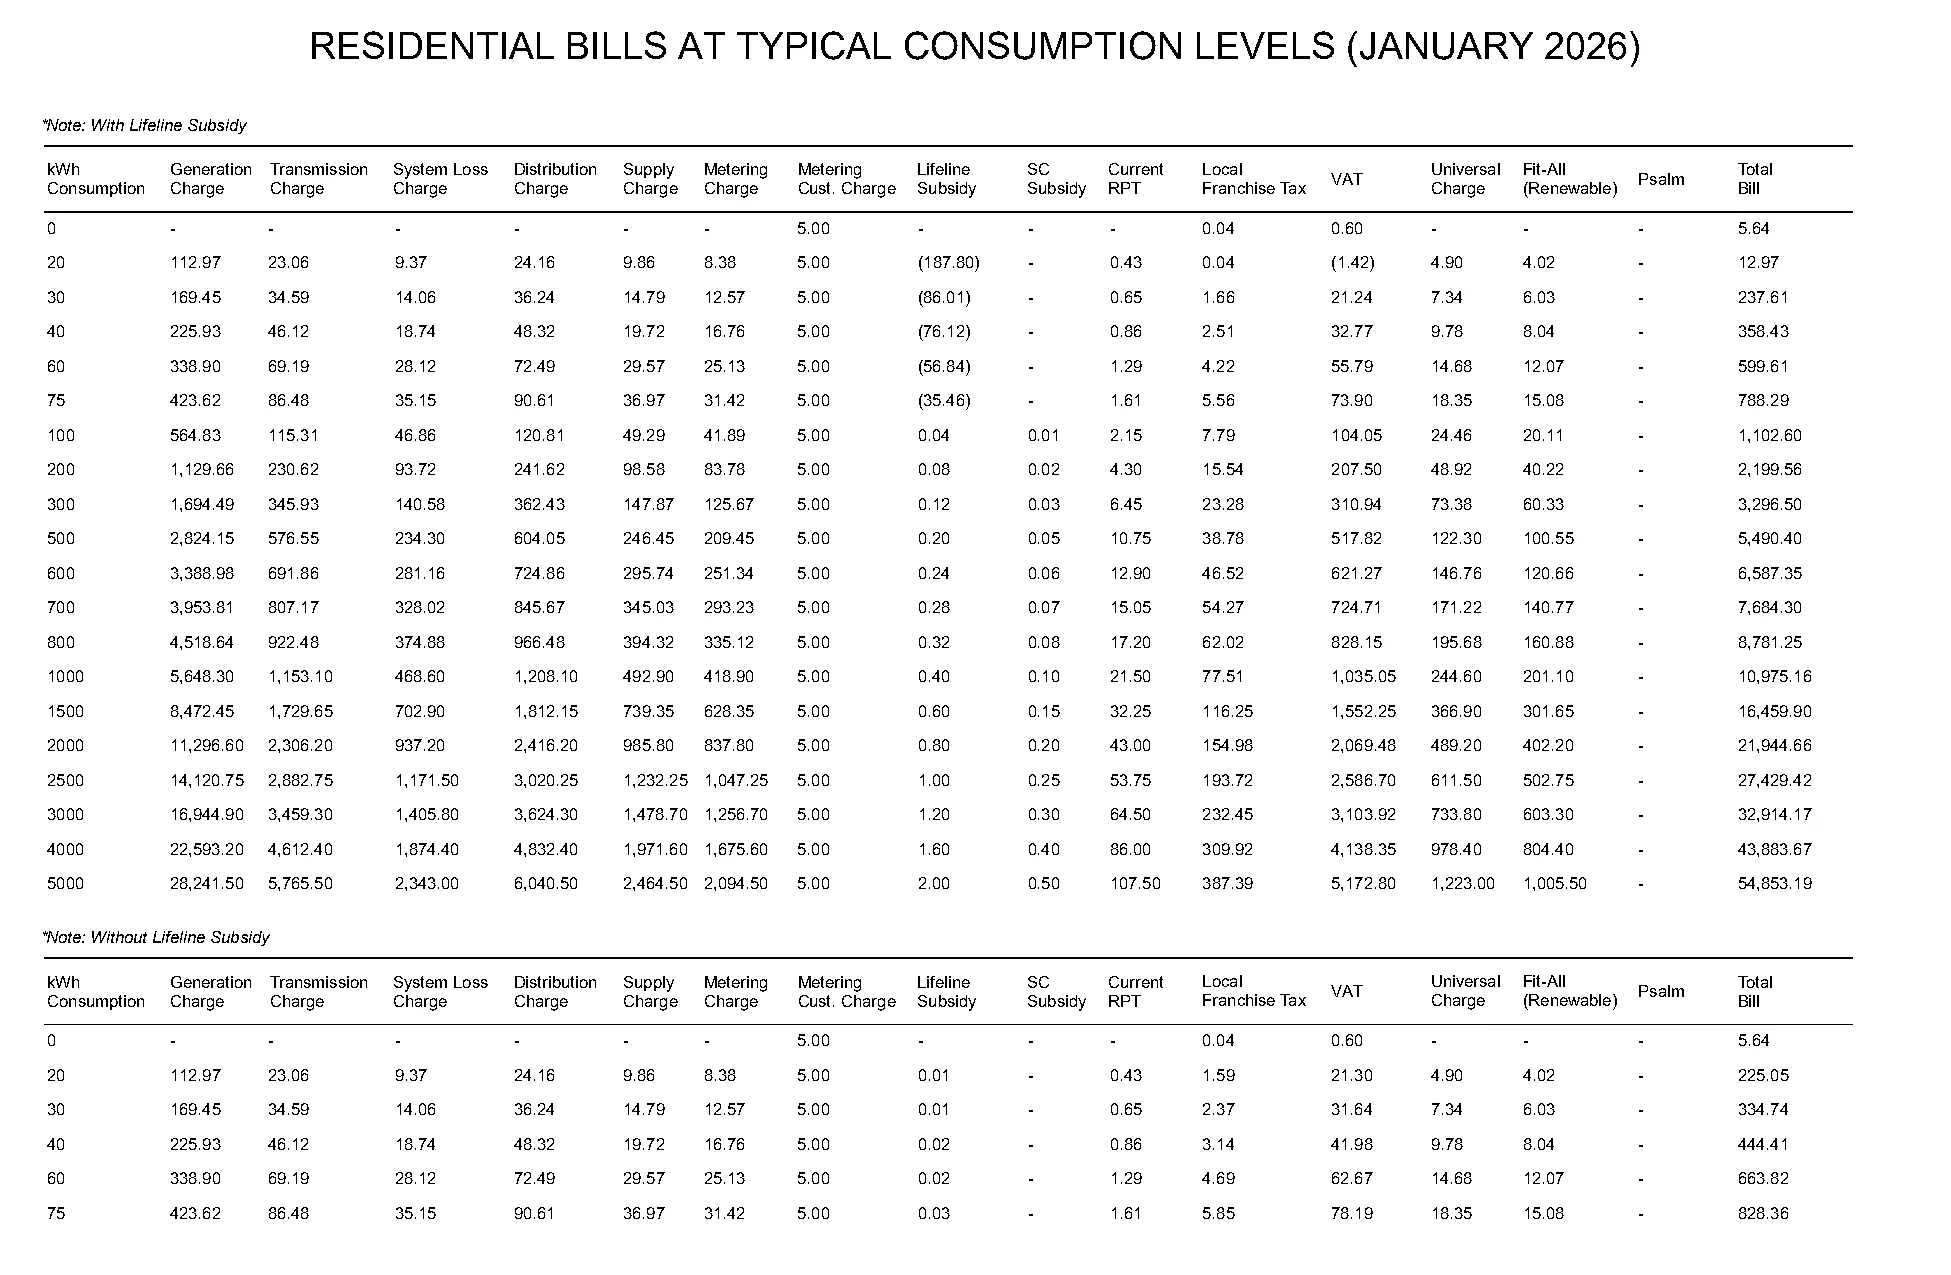 RESIDENTIAL BILLS AT TYPICAL CONSUMPTION LEVELS (JANUARY 2026)
*Note: With Lifeline Subsidy
kWh Consumption Generation Charge Transmission Charge System Loss Charge Distribution Charge Supply Charge Metering Charge Metering Cust. Charge Lifeline Subsidy SC Subsidy Current RPT Local Franchise Tax VAT Universal Charge Fit-All (Renewable) Psalm Total Bill
0 - - - - - - 5.00 - - - 0.04 0.60 - - - 5.64
20 112.97 23.06 9.37 24.16 9.86 8.38 5.00 (187.80) - 0.43 0.04 (1.42) 4.90 4.02 - 12.97
30 169.45 34.59 14.06 36.24 14.79 12.57 5.00 (86.01) - 0.65 1.66 21.24 7.34 6.03 - 237.61
40 225.93 46.12 18.74 48.32 19.72 16.76 5.00 (76.12) - 0.86 2.51 32.77 9.78 8.04 - 358.43
60 338.90 69.19 28.12 72.49 29.57 25.13 5.00 (56.84) - 1.29 4.22 55.79 14.68 12.07 - 599.61
75 423.62 86.48 35.15 90.61 36.97 31.42 5.00 (35.46) - 1.61 5.56 73.90 18.35 15.08 - 788.29
100 564.83 115.31 46.86 120.81 49.29 41.89 5.00 0.04 0.01 2.15 7.79 104.05 24.46 20.11 - 1,102.60
200 1,129.66 230.62 93.72 241.62 98.58 83.78 5.00 0.08 0.02 4.30 15.54 207.50 48.92 40.22 - 2,199.56
300 1,694.49 345.93 140.58 362.43 147.87 125.67 5.00 0.12 0.03 6.45 23.28 310.94 73.38 60.33 - 3,296.50
500 2,824.15 576.55 234.30 604.05 246.45 209.45 5.00 0.20 0.05 10.75 38.78 517.82 122.30 100.55 - 5,490.40
600 3,388.98 691.86 281.16 724.86 295.74 251.34 5.00 0.24 0.06 12.90 46.52 621.27 146.76 120.66 - 6,587.35
700 3,953.81 807.17 328.02 845.67 345.03 293.23 5.00 0.28 0.07 15.05 54.27 724.71 171.22 140.77 - 7,684.30
800 4,518.64 922.48 374.88 966.48 394.32 335.12 5.00 0.32 0.08 17.20 62.02 828.15 195.68 160.88 - 8,781.25
1000 5,648.30 1,153.10 468.60 1,208.10 492.90 418.90 5.00 0.40 0.10 21.50 77.51 1,035.05 244.60 201.10 - 10,975.16
1500 8,472.45 1,729.65 702.90 1,812.15 739.35 628.35 5.00 0.60 0.15 32.25 116.25 1,552.25 366.90 301.65 - 16,459.90
2000 11,296.60 2,306.20 937.20 2,416.20 985.80 837.80 5.00 0.80 0.20 43.00 154.98 2,069.48 489.20 402.20 - 21,944.66
2500 14,120.75 2,882.75 1,171.50 3,020.25 1,232.25 1,047.25 5.00 1.00 0.25 53.75 193.72 2,586.70 611.50 502.75 - 27,429.42
3000 16,944.90 3,459.30 1,405.80 3,624.30 1,478.70 1,256.70 5.00 1.20 0.30 64.50 232.45 3,103.92 733.80 603.30 - 32,914.17
4000 22,593.20 4,612.40 1,874.40 4,832.40 1,971.60 1,675.60 5.00 1.60 0.40 86.00 309.92 4,138.35 978.40 804.40 - 43,883.67
5000 28,241.50 5,765.50 2,343.00 6,040.50 2,464.50 2,094.50 5.00 2.00 0.50 107.50 387.39 5,172.80 1,223.00 1,005.50 - 54,853.19
*Note: Without Lifeline Subsidy
kWh Consumption Generation Charge Transmission Charge System Loss Charge Distribution Charge Supply Charge Metering Charge Metering Cust. Charge Lifeline Subsidy SC Subsidy Current RPT Local Franchise Tax VAT Universal Charge Fit-All (Renewable) Psalm Total Bill
0 - - - - - - 5.00 - - - 0.04 0.60 - - - 5.64
20 112.97 23.06 9.37 24.16 9.86 8.38 5.00 0.01 - 0.43 1.59 21.30 4.90 4.02 - 225.05
30 169.45 34.59 14.06 36.24 14.79 12.57 5.00 0.01 - 0.65 2.37 31.64 7.34 6.03 - 334.74
40 225.93 46.12 18.74 48.32 19.72 16.76 5.00 0.02 - 0.86 3.14 41.98 9.78 8.04 - 444.41
60 338.90 69.19 28.12 72.49 29.57 25.13 5.00 0.02 - 1.29 4.69 62.67 14.68 12.07 - 663.82
75 423.62 86.48 35.15 90.61 36.97 31.42 5.00 0.03 - 1.61 5.85 78.19 18.35 15.08 - 828.36